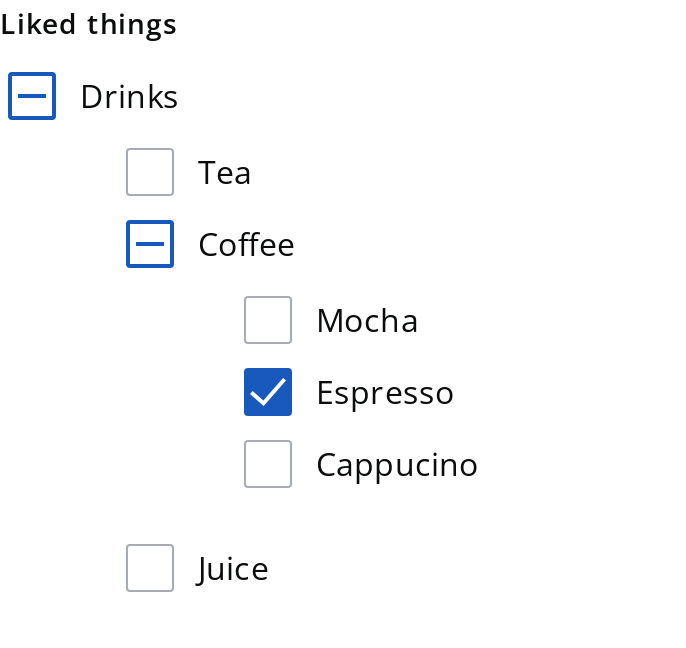 Liked things
Drinks
Tea
Coffee
Mocha
Espresso
Cappucino
Juice